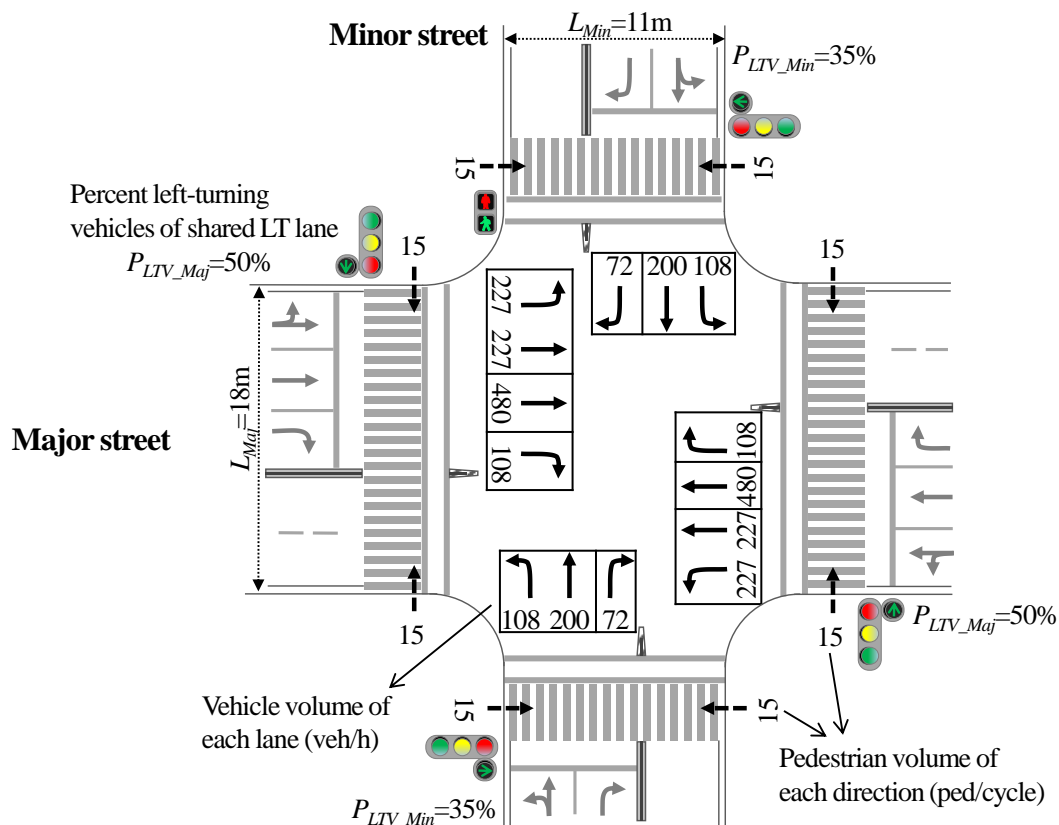 Minor street
L_Min=11m
P_LTV_Min=35%
15
15
Percent left-turning
vehicles of shared LT lane
P_LTV_Maj=50%
15
15
72 200 108
227
227
480
108
L_Maj=18m
Major street
108
480
227
227
108 200 72
15
15
P_LTV_Maj=50%
Vehicle volume of
each lane (veh/h)
15
15
Pedestrian volume of
each direction (ped/cycle)
P_LTV_Min=35%